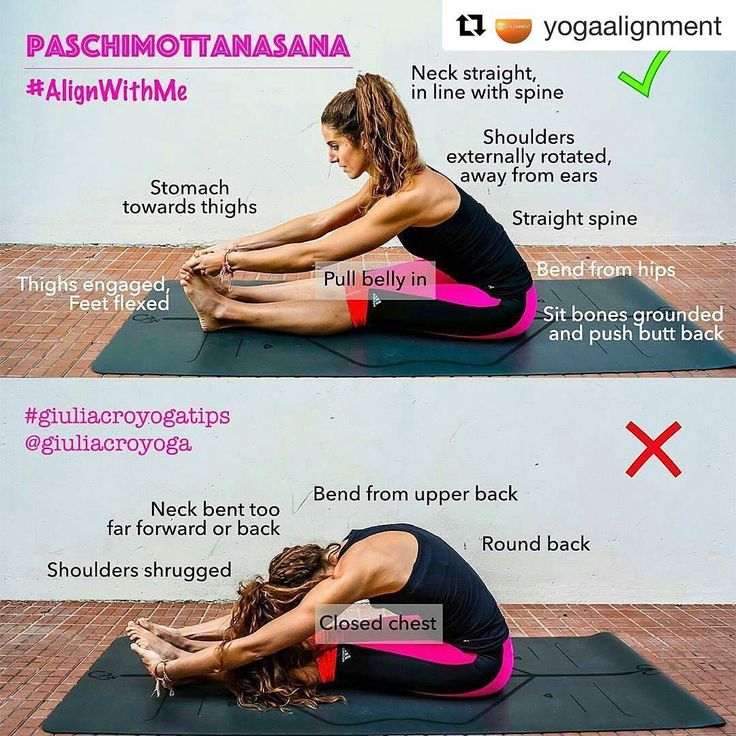 yogaalignment
PASCHIMOTTANASANA
#AlignWithMe
Neck straight,
in line with spine
Shoulders
externally rotated,
away from ears
Stomach
towards thighs
Straight spine
Thighs engaged,
Feet flexed
Pull belly in
Bend from hips
Sit bones grounded
and push butt back
#giuliacroyogatips
@giuliacroyoga
Bend from upper back
Neck bent too
far forward or back
Round back
Shoulders shrugged
Closed chest